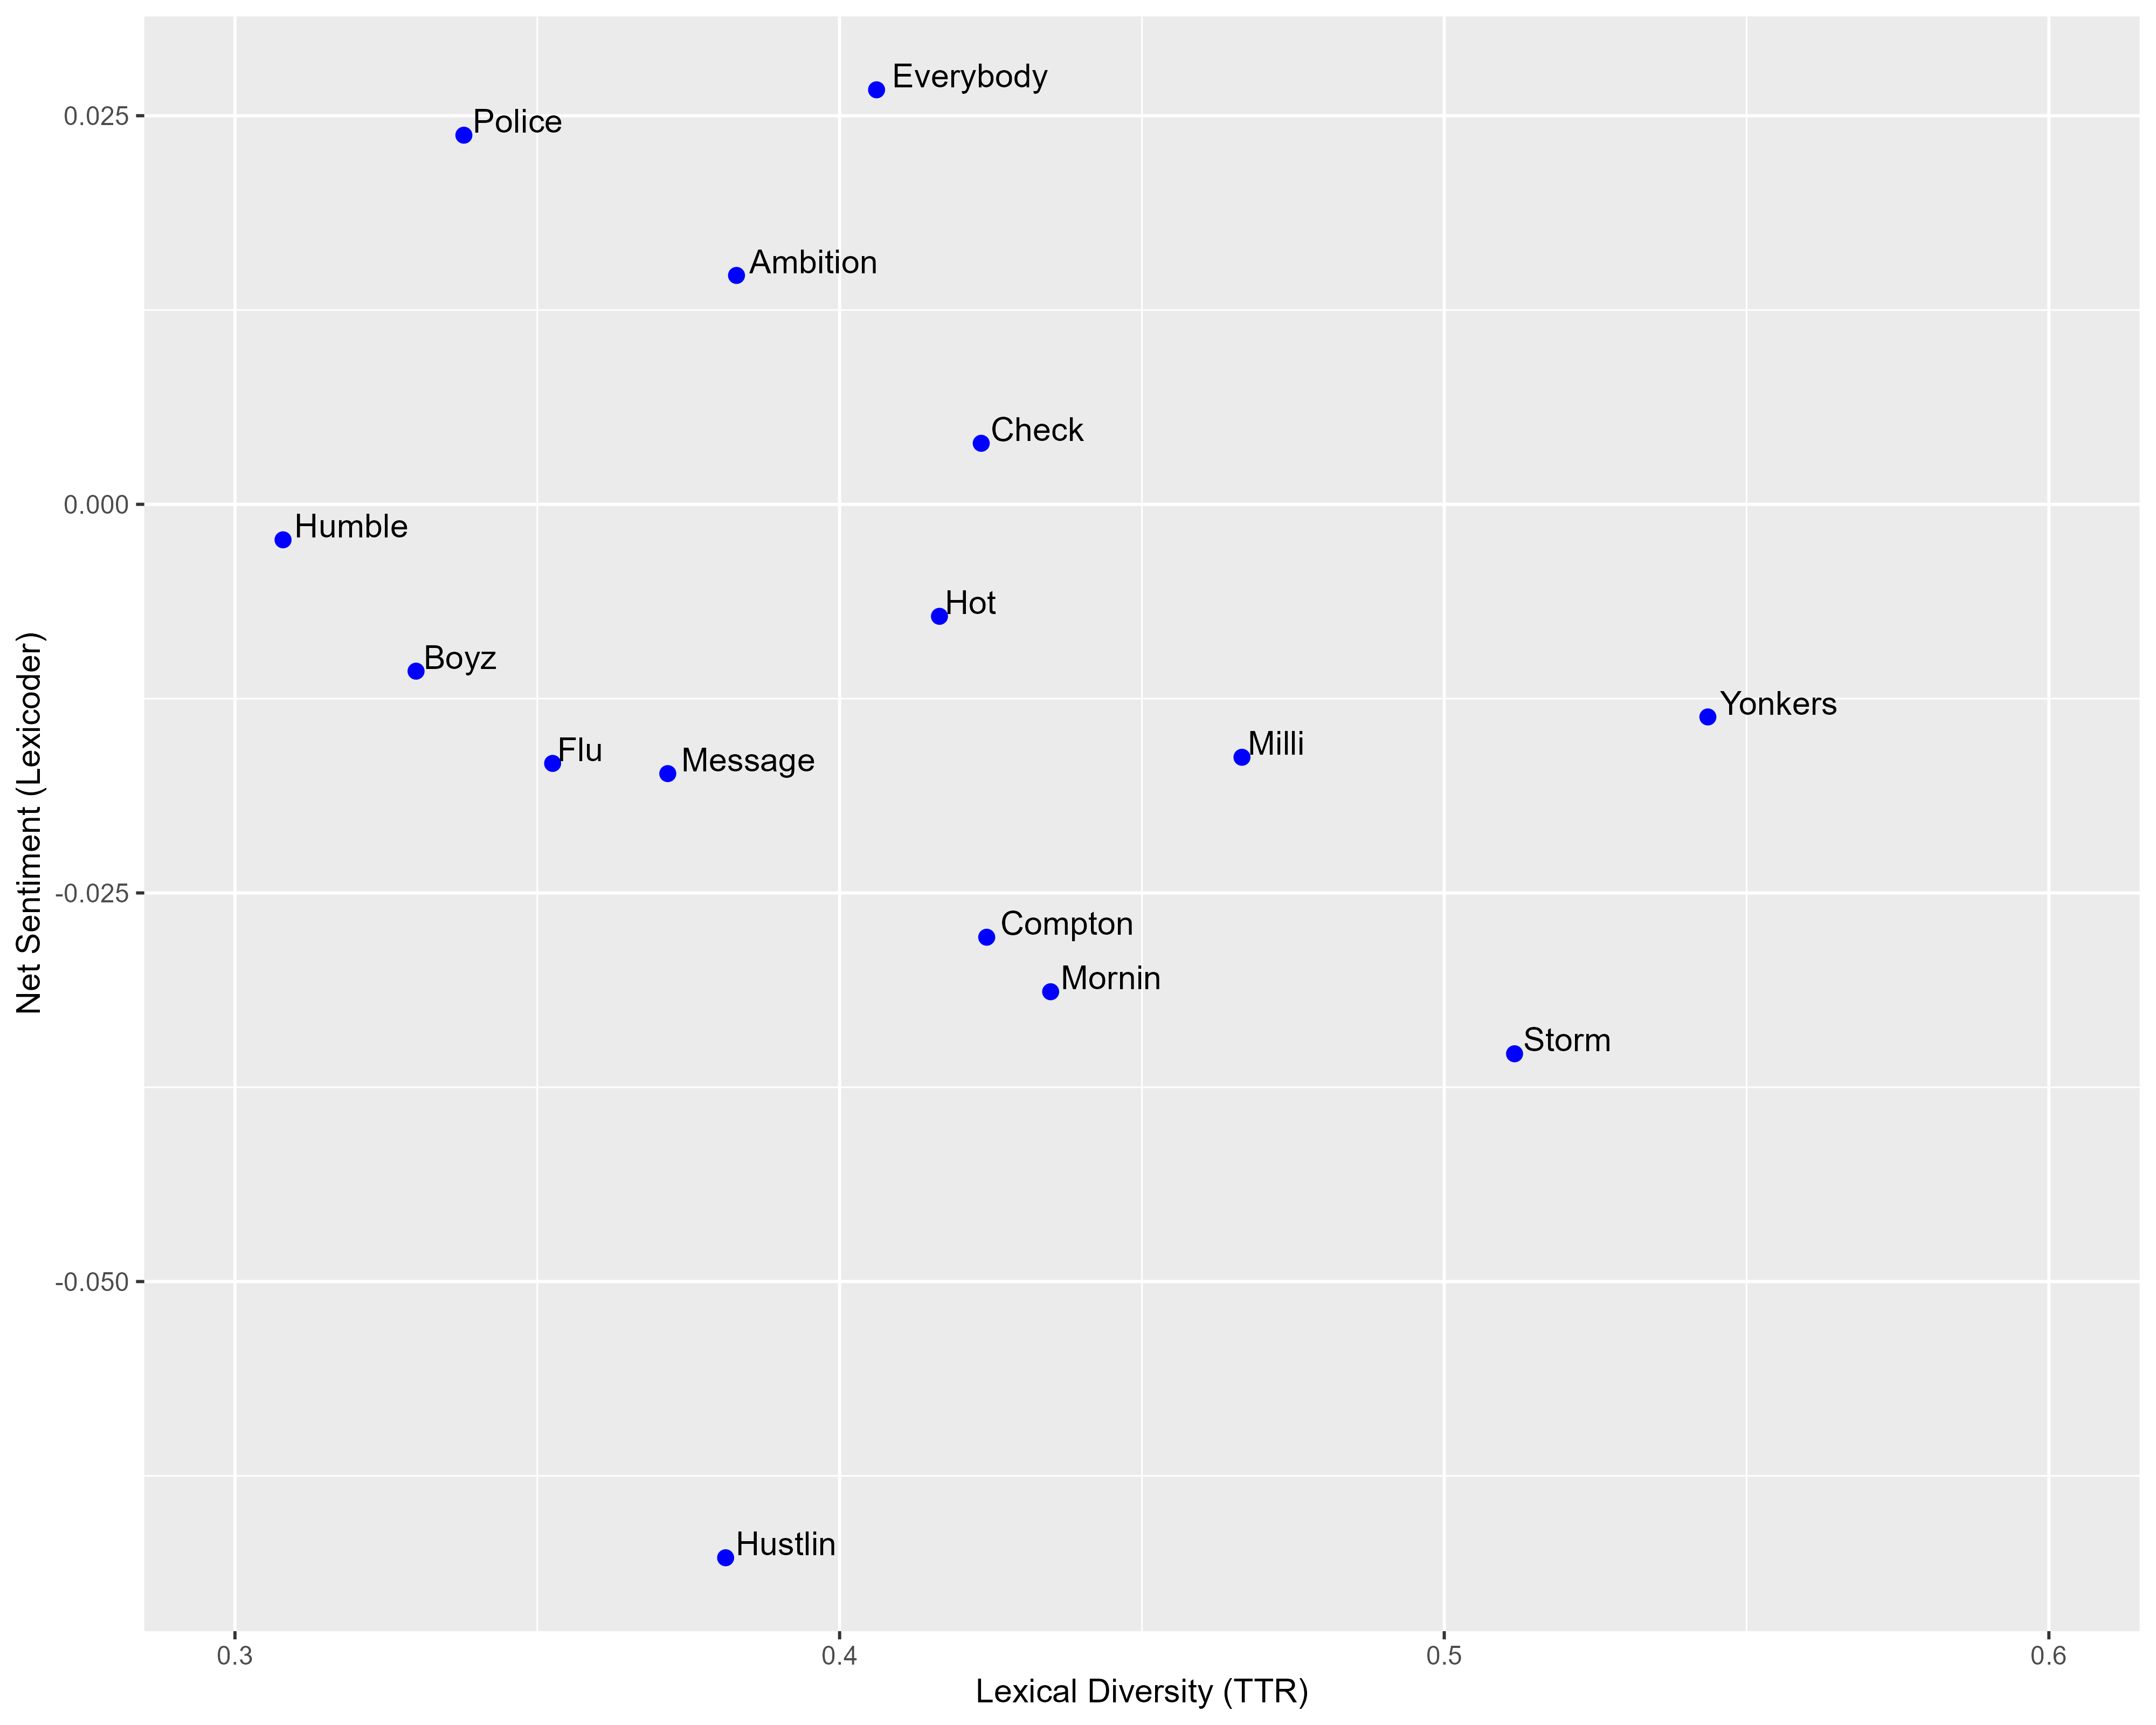 Everybody
0.025
Police
Ambition
Check
0.000
Humble
Hot
Boyz
Yonkers
Flu
Message
Milli
Net Sentiment (Lexicoder)
-0.025
Compton
Mornin
Storm
-0.050
Hustlin
0.3
0.4
0.5
0.6
Lexical Diversity (TTR)